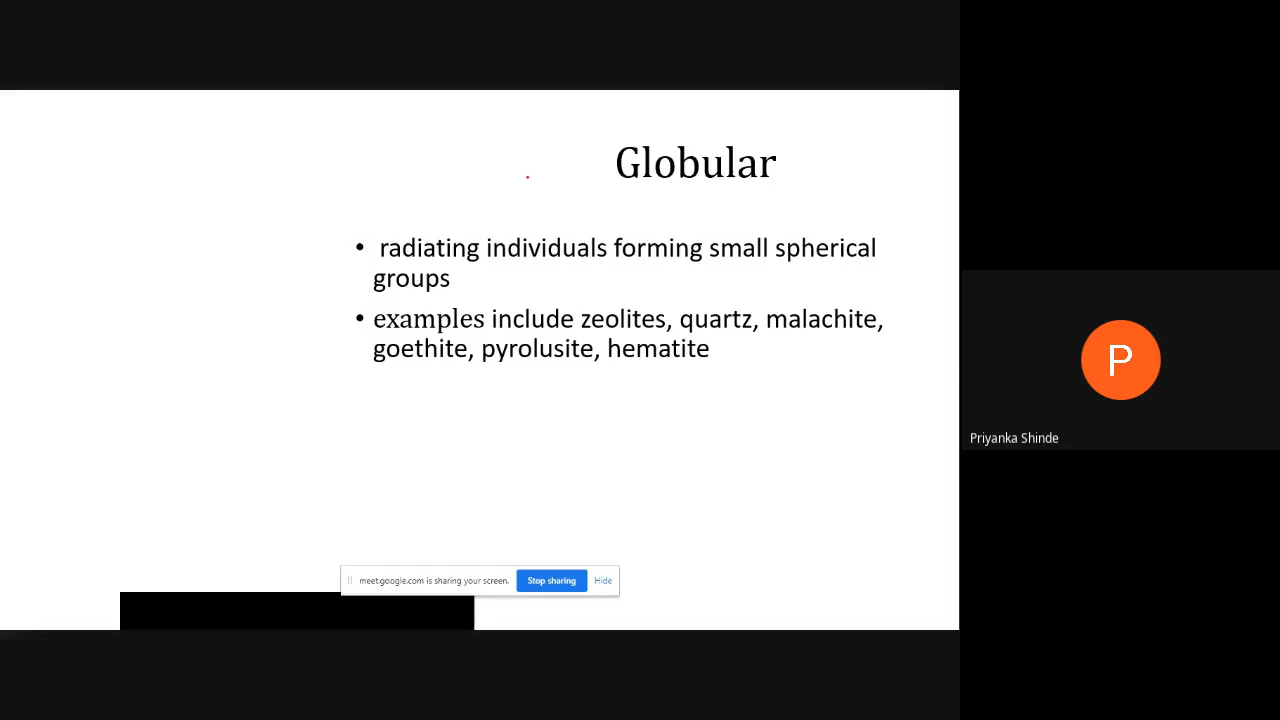 Globular
• radiating individuals forming small spherical
groups
• examples include zeolites, quartz, malachite,
goethite, pyrolusite, hematite
P
Priyanka Shinde
meet.google.com is sharing your screen. Stop sharing Hide